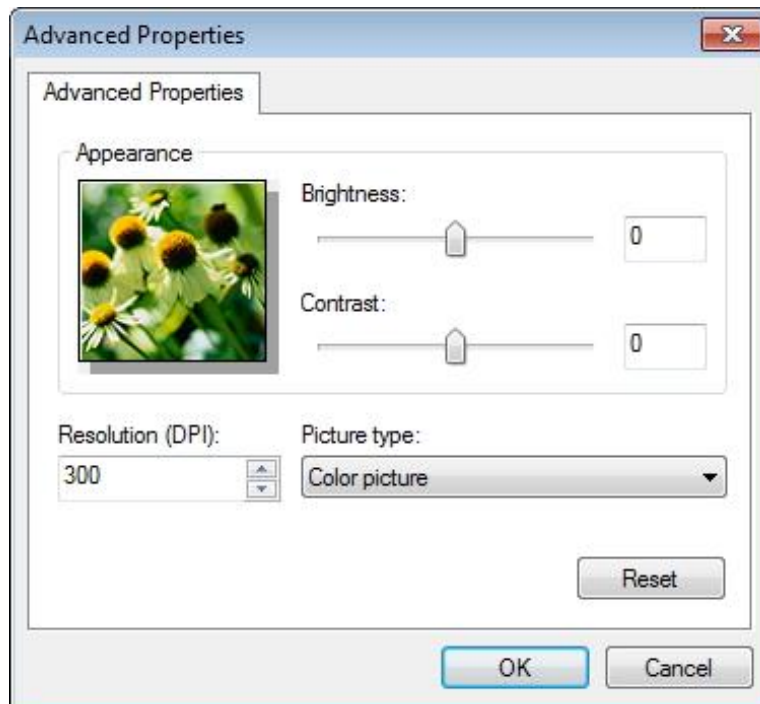 Advanced Properties
Advanced Properties
Appearance
Brightness:
0
Contrast:
0
Resolution (DPI):
300
Picture type:
Color picture
Reset
OK
Cancel